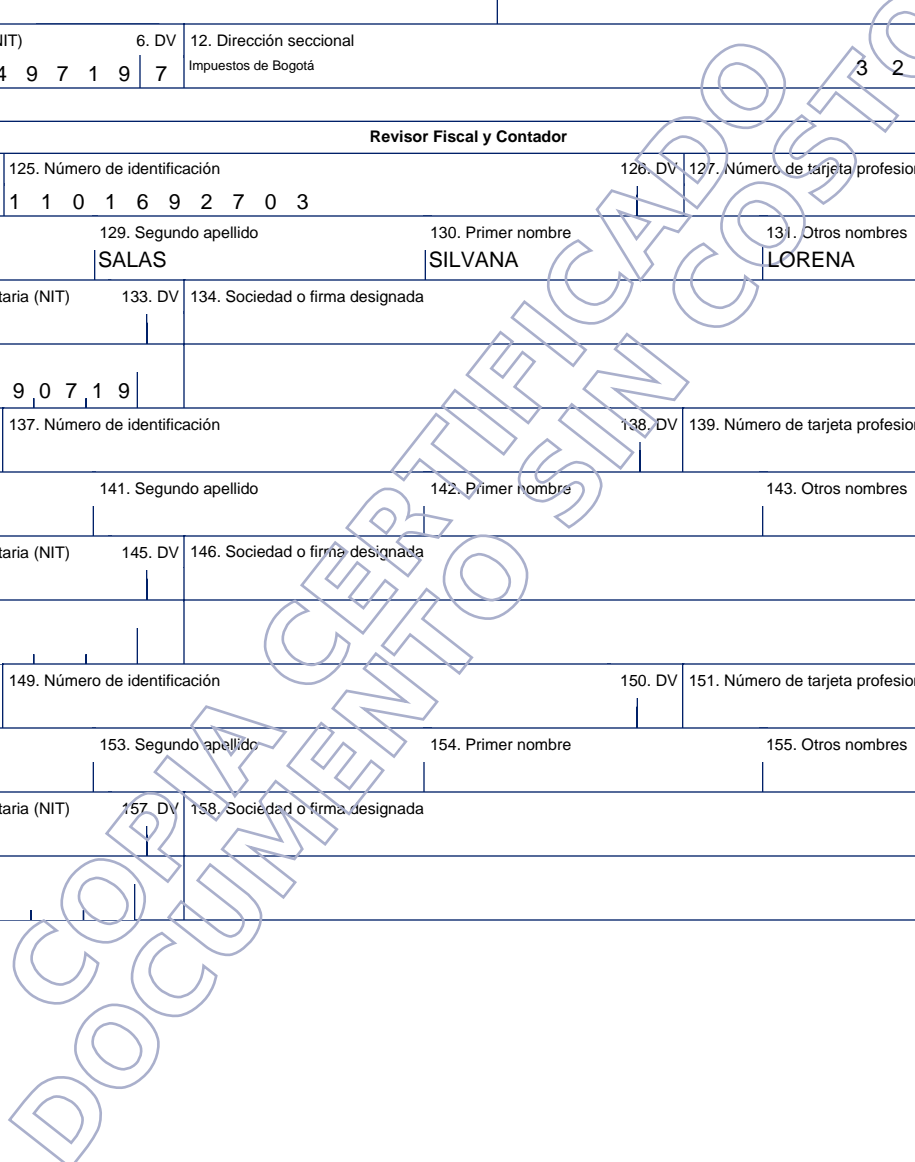 NIT) 6. DV 12. Dirección seccional
4 9 7 1 9 7 Impuestos de Bogotá 3 2
Revisor Fiscal y Contador
125. Número de identificación 126. DV 127. Número de tarjeta profesion
1 1 0 1 6 9 2 7 0 3
129. Segundo apellido 130. Primer nombre 131. Otros nombres
SALAS SILVANA LORENA
taria (NIT) 133. DV 134. Sociedad o firma designada
9 0 7 1 9
137. Número de identificación 138. DV 139. Número de tarjeta profesion
141. Segundo apellido 142. Primer nombre 143. Otros nombres
taria (NIT) 145. DV 146. Sociedad o firma designada
149. Número de identificación 150. DV 151. Número de tarjeta profesion
153. Segundo apellido 154. Primer nombre 155. Otros nombres
taria (NIT) 157. DV 158. Sociedad o firma designada
COPIA CERTIFICADO
DOCUMENTO SIN COSTO